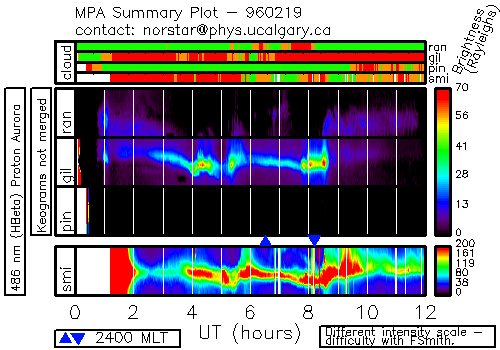 MPA Summary Plot - 960219
contact: norstar@phys.ucalgary.ca
Brightness
(Rayleighs)
cloud
ran
gil
pin
smi
486 nm (HBeta) Proton Aurora
Keograms not merged
ran
gil
pin
smi
70
56
41
28
13
0
200
161
119
80
38
0
0 2 4 6 8 10 12
UT (hours)
2400 MLT
Different intensity scale -
difficulty with FSmith.